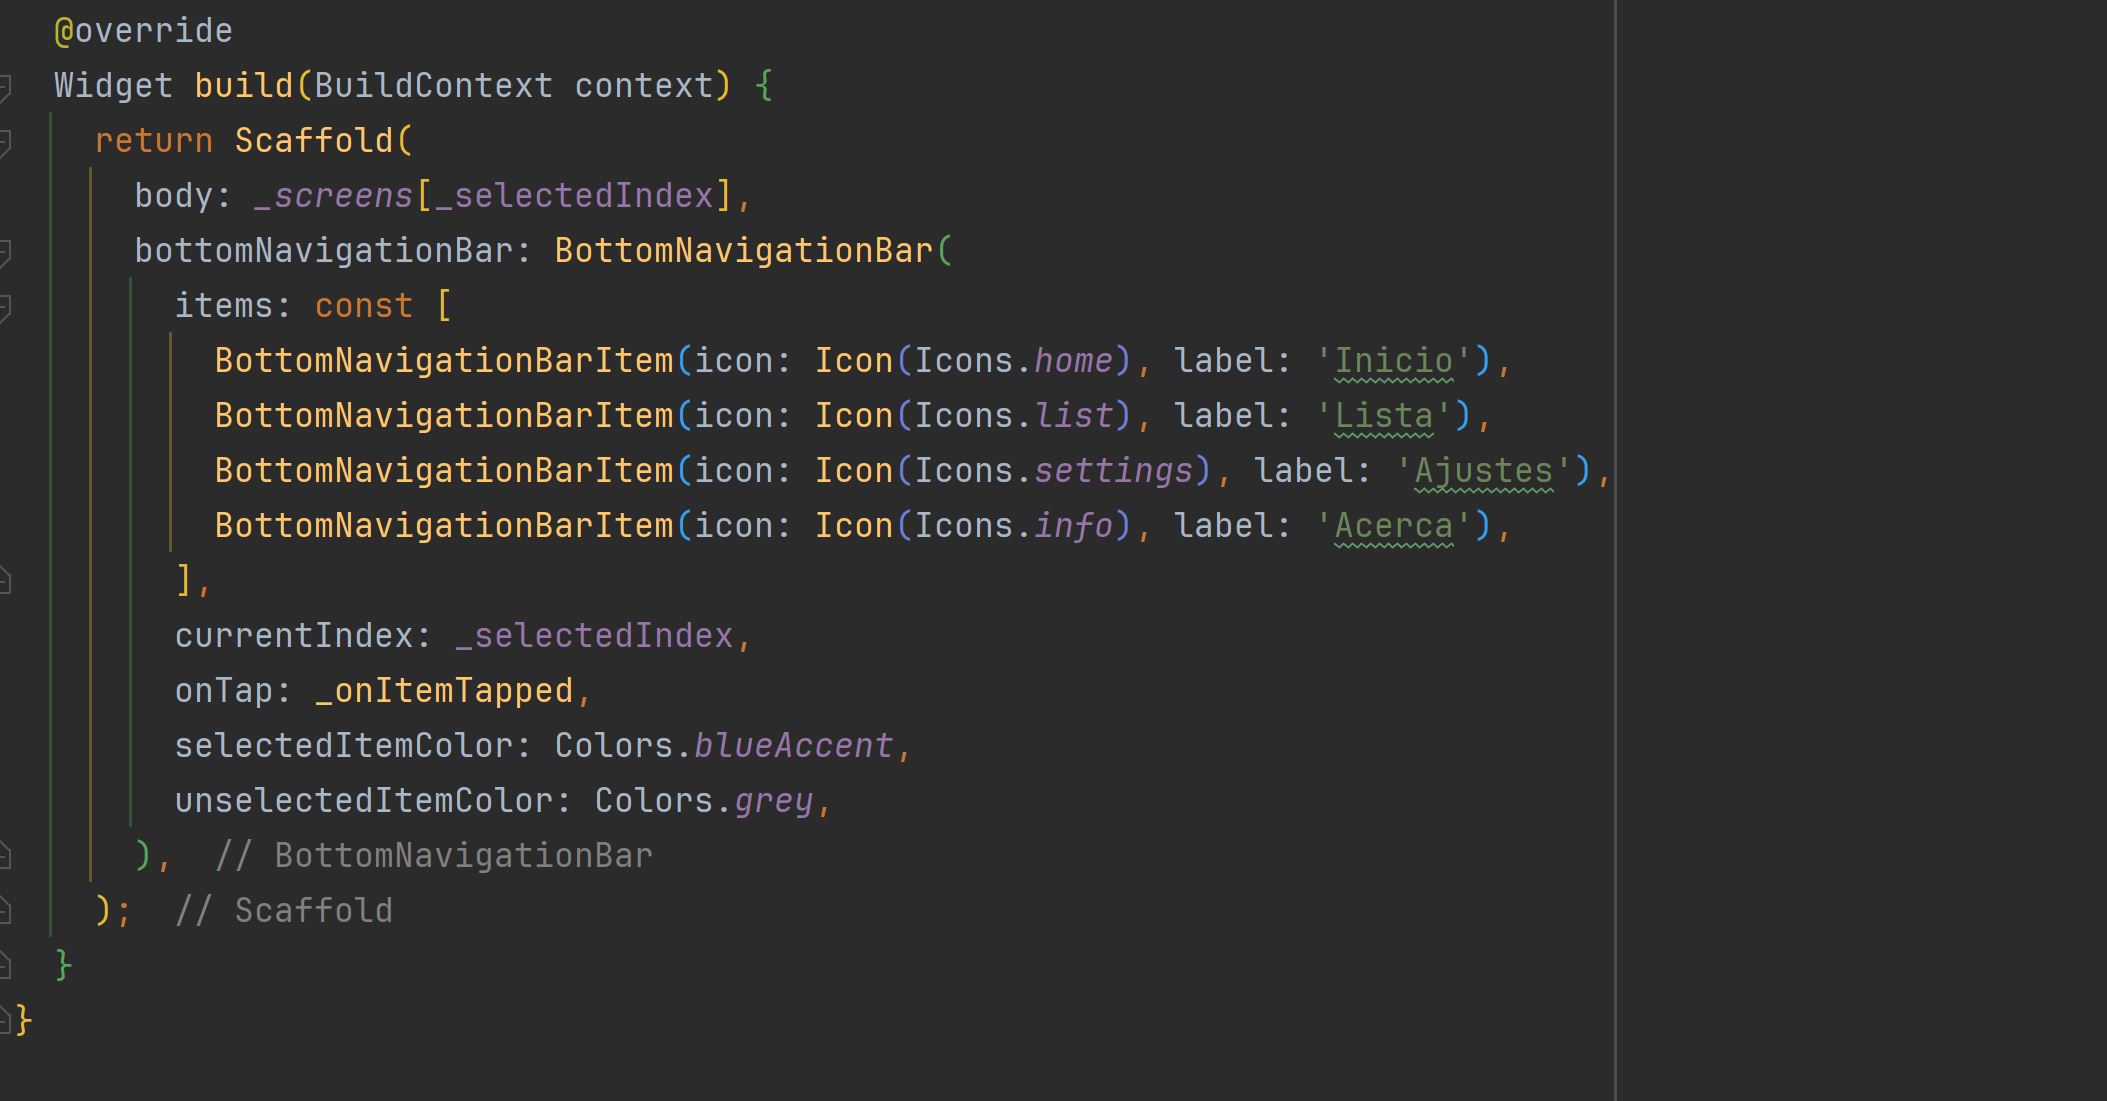 @override
Widget build(BuildContext context) {
return Scaffold(
body: _screens[_selectedIndex],
bottomNavigationBar: BottomNavigationBar(
items: const [
BottomNavigationBarItem(icon: Icon(Icons.home), label: 'Inicio'),
BottomNavigationBarItem(icon: Icon(Icons.list), label: 'Lista'),
BottomNavigationBarItem(icon: Icon(Icons.settings), label: 'Ajustes'),
BottomNavigationBarItem(icon: Icon(Icons.info), label: 'Acerca'),
],
currentIndex: _selectedIndex,
onTap: _onItemTapped,
selectedItemColor: Colors.blueAccent,
unselectedItemColor: Colors.grey,
), // BottomNavigationBar
); // Scaffold
}
}